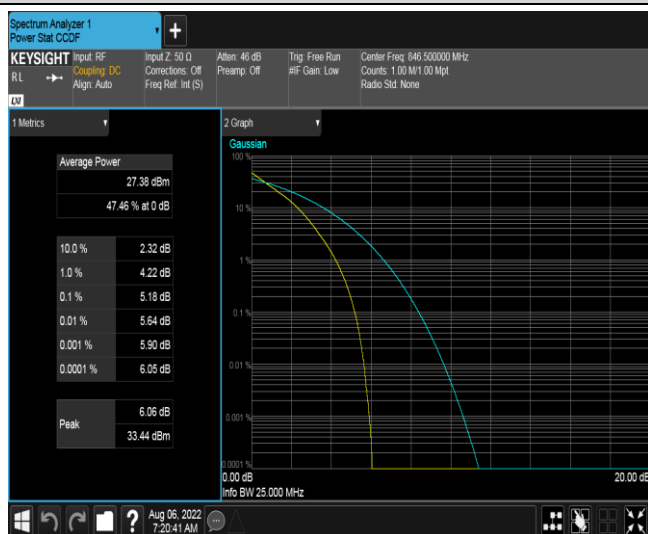 Spectrum Analyzer 1
Power Stat CCDF
KEYSIGHT
R L
LXI
Input: RF
Coupling: DC
Align: Auto
Input Z: 50 Ω
Corrections: Off
Freq Ref: Int (S)
Atten: 46 dB
Preamp: Off
Trig: Free Run
#IF Gain: Low
Center Freq: 846.500000 MHz
Counts: 1.00 M/1.00 Mpt
Radio Std: None
1 Metrics
Average Power
27.38 dBm
47.46 % at 0 dB
10.0 % 2.32 dB
1.0 % 4.22 dB
0.1 % 5.18 dB
0.01 % 5.64 dB
0.001 % 5.90 dB
0.0001 % 6.05 dB
Peak
6.06 dB
33.44 dBm
2 Graph
Gaussian
100 %
10 %
1 %
0.1 %
0.01 %
0.001 %
0.0001 %
0.00 dB
20.00 dB
Info BW 25.000 MHz
?
Aug 06, 2022
7:20:41 AM